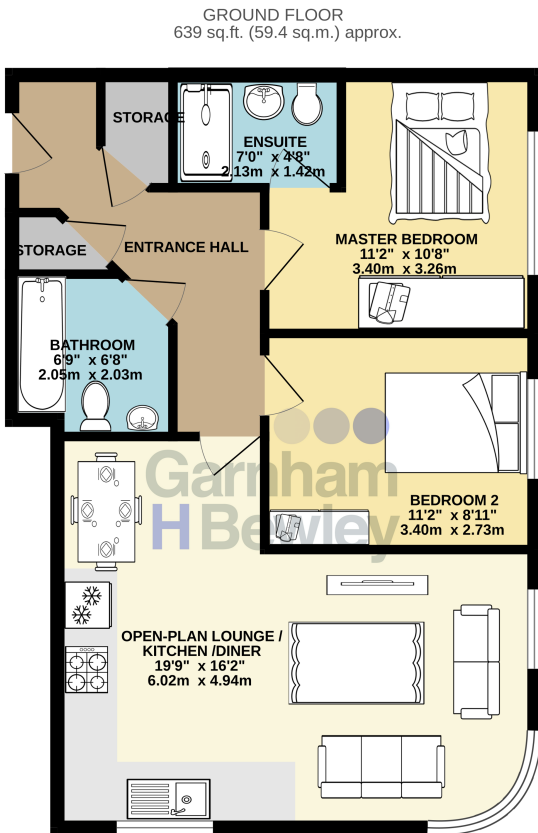 GROUND FLOOR
639 sq.ft. (59.4 sq.m.) approx.
STORAGE
ENSUITE
7'0" x 4'8"
2.13m x 1.42m
STORAGE
ENTRANCE HALL
MASTER BEDROOM
11'2" x 10'8"
3.40m x 3.26m
BATHROOM
6'9" x 6'8"
2.05m x 2.03m
Garnham
H Bewley
BEDROOM 2
11'2" x 8'11"
3.40m x 2.73m
OPEN-PLAN LOUNGE /
KITCHEN /DINER
19'9" x 16'2"
6.02m x 4.94m